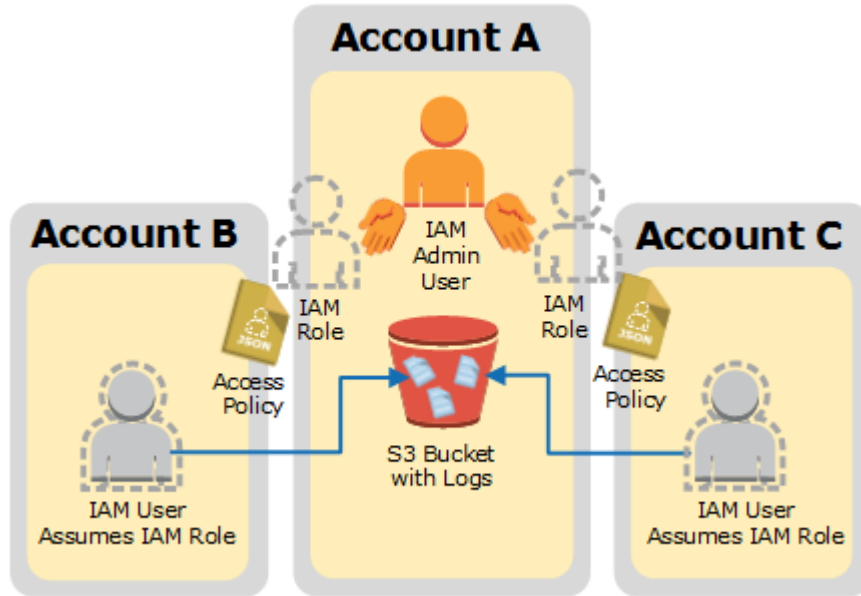 Account A
IAM
Admin
User
IAM
Role
IAM
Role
S3 Bucket
with Logs
Account B
JSON
Access
Policy
IAM User
Assumes IAM Role
Account C
JSON
Access
Policy
IAM User
Assumes IAM Role